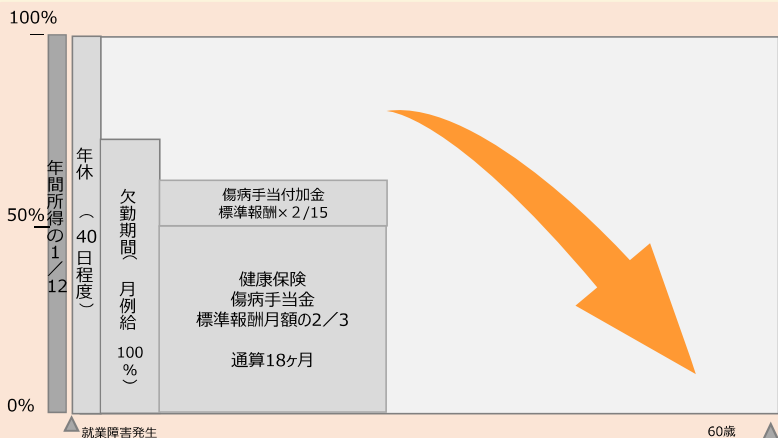 100%
50%
0%
年間所得の1／12
年休　（40日程度）
欠勤期間（　月例給　100%）
傷病手当付加金
標準報酬×２/15
健康保険
傷病手当金
標準報酬月額の2／3
通算18ヶ月
就業障害発生
60歳